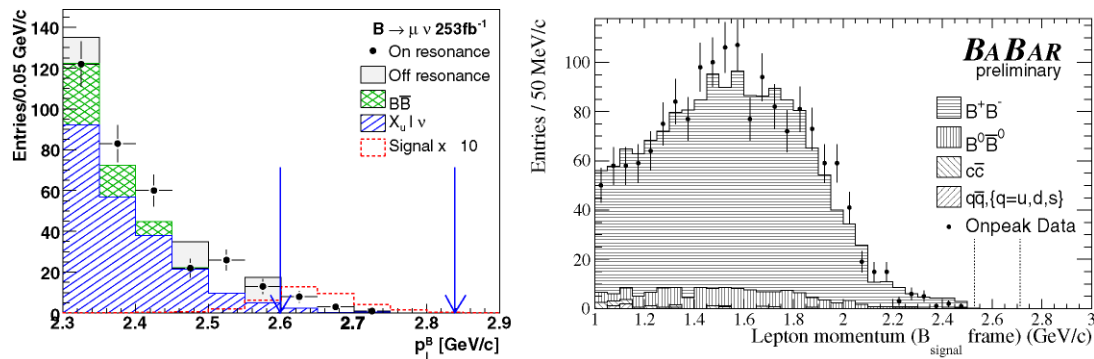 Entries/0.05 GeV/c
140
120
100
80
60
40
20
0
2.3 2.4 2.5 2.6 2.7 2.8 2.9
p_l^B [GeV/c]
B → μ ν 253fb⁻¹
On resonance
Off resonance
BB̅
X_u l ν
Signal x 10
Entries / 50 MeV/c
100
80
60
40
20
0
1 1.2 1.4 1.6 1.8 2 2.2 2.4 2.6 2.8 3
Lepton momentum (B_signal frame) (GeV/c)
BABAR
preliminary
B⁺B⁻
B⁰B̅⁰
cc̅
qq̅,{q=u,d,s}
Onpeak Data